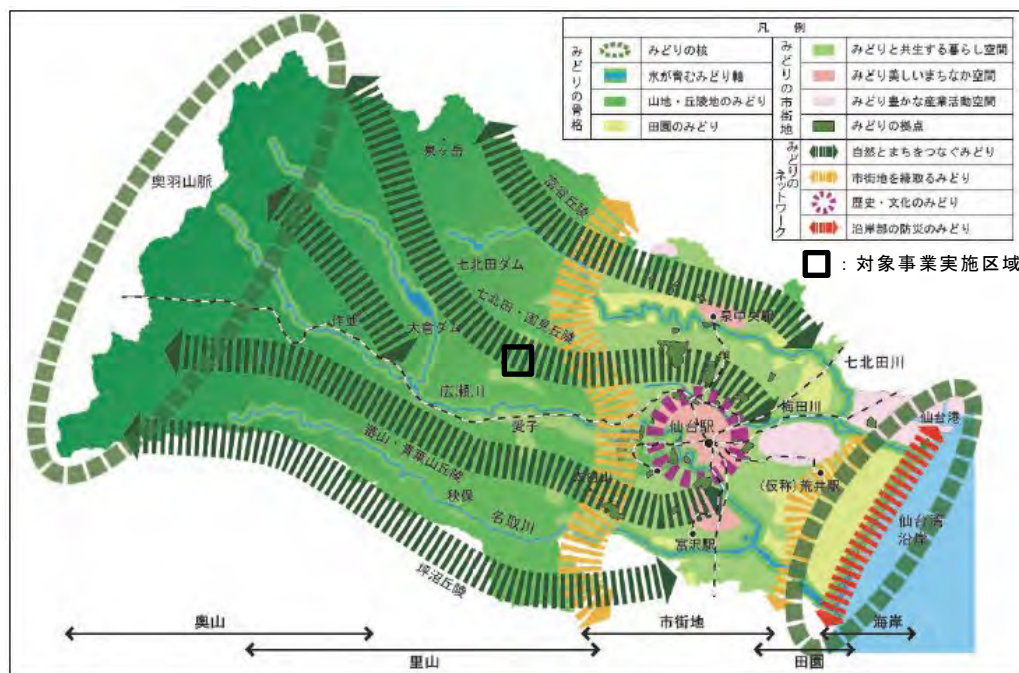 凡 例
みどりの骨格
みどりの核
水が育むみどり軸
山地・丘陵地のみどり
田園のみどり
みどりの市街地
みどりと共生する暮らし空間
みどり美しいまちなか空間
みどり豊かな産業活動空間
みどりの拠点
みどりのネットワーク
自然とまちをつなぐみどり
市街地を縁取るみどり
歴史・文化のみどり
沿岸部の防災のみどり
：対象事業実施区域
泉ヶ岳
奥羽山脈
富谷丘陵
七北田ダム
七北田・国見丘陵
泉中央駅
作並
大倉ダム
七北田川
広瀬川
梅田川
愛子
仙台駅
仙台港
蕃山・青葉山丘陵
太白山
(仮称)荒井駅
秋保
名取川
仙台湾
沿岸
富沢駅
坪沼丘陵
奥山
市街地
海岸
里山
田園